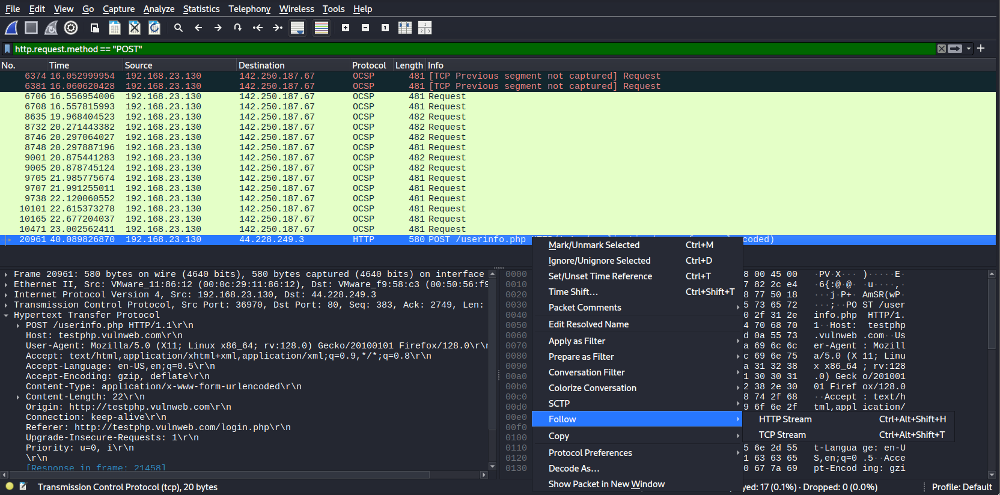 File Edit View Go Capture Analyze Statistics Telephony Wireless Tools Help
http.request.method == "POST"
No. Time Source Destination Protocol Length Info
6374 16.052999954 192.168.23.130 142.250.187.67 OCSP 481 [TCP Previous segment not captured] Request
6381 16.060620428 192.168.23.130 142.250.187.67 OCSP 481 [TCP Previous segment not captured] Request
6706 16.556954006 192.168.23.130 142.250.187.67 OCSP 481 Request
6708 16.557815993 192.168.23.130 142.250.187.67 OCSP 481 Request
8635 19.968404523 192.168.23.130 142.250.187.67 OCSP 482 Request
8732 20.271443382 192.168.23.130 142.250.187.67 OCSP 482 Request
8746 20.297064027 192.168.23.130 142.250.187.67 OCSP 482 Request
8748 20.297887196 192.168.23.130 142.250.187.67 OCSP 481 Request
9001 20.875441283 192.168.23.130 142.250.187.67 OCSP 482 Request
9005 20.878745124 192.168.23.130 142.250.187.67 OCSP 482 Request
9705 21.985775674 192.168.23.130 142.250.187.67 OCSP 481 Request
9707 21.991255011 192.168.23.130 142.250.187.67 OCSP 481 Request
9738 22.120060552 192.168.23.130 142.250.187.67 OCSP 482 Request
10101 22.615373278 192.168.23.130 142.250.187.67 OCSP 481 Request
10165 22.677204037 192.168.23.130 142.250.187.67 OCSP 481 Request
10471 23.002562411 192.168.23.130 142.250.187.67 OCSP 481 Request
20961 40.089826870 192.168.23.130 44.228.249.3 HTTP 580 POST /userinfo.php coded)
Mark/Unmark Selected Ctrl+M
Ignore/Unignore Selected Ctrl+D
Set/Unset Time Reference Ctrl+T
Time Shift... Ctrl+Shift+T
Packet Comments
Edit Resolved Name
Apply as Filter
Prepare as Filter
Conversation Filter
Colorize Conversation
SCTP
Follow
Copy
Protocol Preferences
Decode As...
Show Packet in New Window
HTTP Stream Ctrl+Alt+Shift+H
TCP Stream Ctrl+Alt+Shift+T
Frame 20961: 580 bytes on wire (4640 bits), 580 bytes captured (4640 bits) on interface
Ethernet II, Src: VMware_11:86:12 (00:0c:29:11:86:12), Dst: VMware_f9:58:c3 (00:50:56:f9
Internet Protocol Version 4, Src: 192.168.23.130, Dst: 44.228.249.3
Transmission Control Protocol, Src Port: 36970, Dst Port: 80, Seq: 383, Ack: 2749, Len:
Hypertext Transfer Protocol
POST /userinfo.php HTTP/1.1\r\n
Host: testphp.vulnweb.com\r\n
User-Agent: Mozilla/5.0 (X11; Linux x86_64; rv:128.0) Gecko/20100101 Firefox/128.0\r\n
Accept: text/html,application/xhtml+xml,application/xml;q=0.9,*/*;q=0.8\r\n
Accept-Language: en-US,en;q=0.5\r\n
Accept-Encoding: gzip, deflate\r\n
Content-Type: application/x-www-form-urlencoded\r\n
Content-Length: 22\r\n
Origin: http://testphp.vulnweb.com\r\n
Connection: keep-alive\r\n
Referer: http://testphp.vulnweb.com/login.php\r\n
Upgrade-Insecure-Requests: 1\r\n
Priority: u=0, i\r\n
\r\n
[Response in frame: 21458]
0000 8 00 45 00 ·PV·X··· )·····E·
0010 7 82 2c e4 ·6{:@·@· ·u····,·
0020 8 77 50 18 ···j·P+· AmSR(wP·
0030 5 73 65 72 ···;··PO ST /user
0040 0 2f 31 2e info.php HTTP/1.
0050 4 70 68 70 1··Host: testphp
0060 d 0a 55 73 .vulnweb .com··Us
0070 a 69 6c 6c er-Agent : Mozill
0080 c 69 6e 75 a/5.0 (X 11; Linu
0090 a 31 32 38 x x86_64 ; rv:128
00a0 1 30 30 31 .0) Geck o/201001
00b0 2 38 2e 30 01 Firef ox/128.0
00c0 8 74 2f 68 ··Accept : text/h
00d0 9 6f 6e 2f tml,appl ication/
00e0
00f0
0100
0110 5 6e 2d 55 t-Langua ge: en-U
0120 1 63 63 65 S,en;q=0 .5··Acce
0130 0 67 7a 69 pt-Encod ing: gzi
Transmission Control Protocol (tcp), 20 bytes
yed: 17 (0.1%) · Dropped: 0 (0.0%) Profile: Default